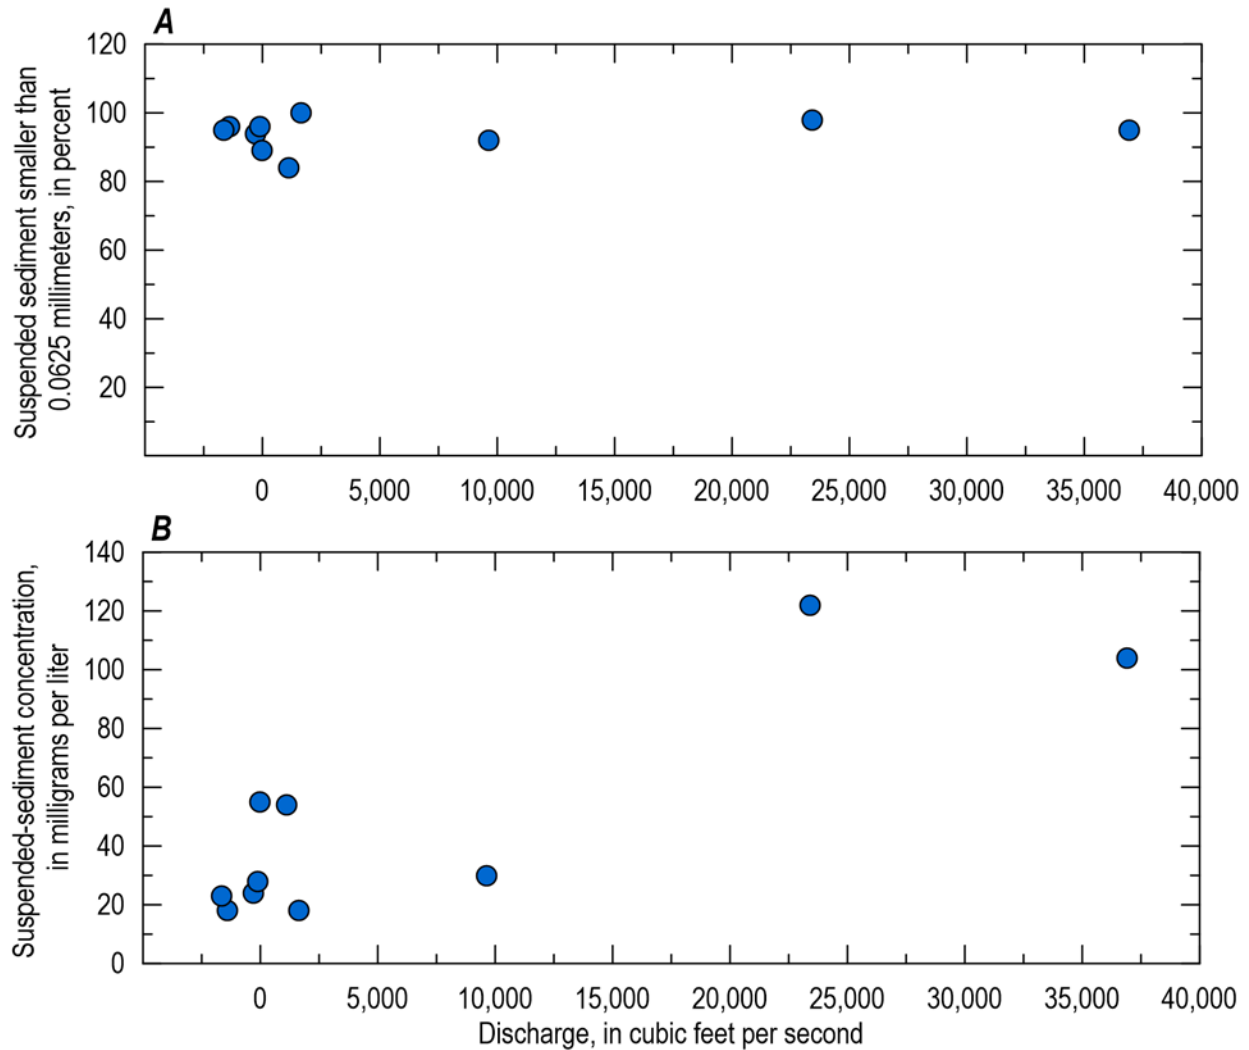 A
Suspended sediment smaller than
0.0625 millimeters, in percent
120
100
80
60
40
20
0 5,000 10,000 15,000 20,000 25,000 30,000 35,000 40,000
B
Suspended-sediment concentration,
in milligrams per liter
140
120
100
80
60
40
20
0
0 5,000 10,000 15,000 20,000 25,000 30,000 35,000 40,000
Discharge, in cubic feet per second